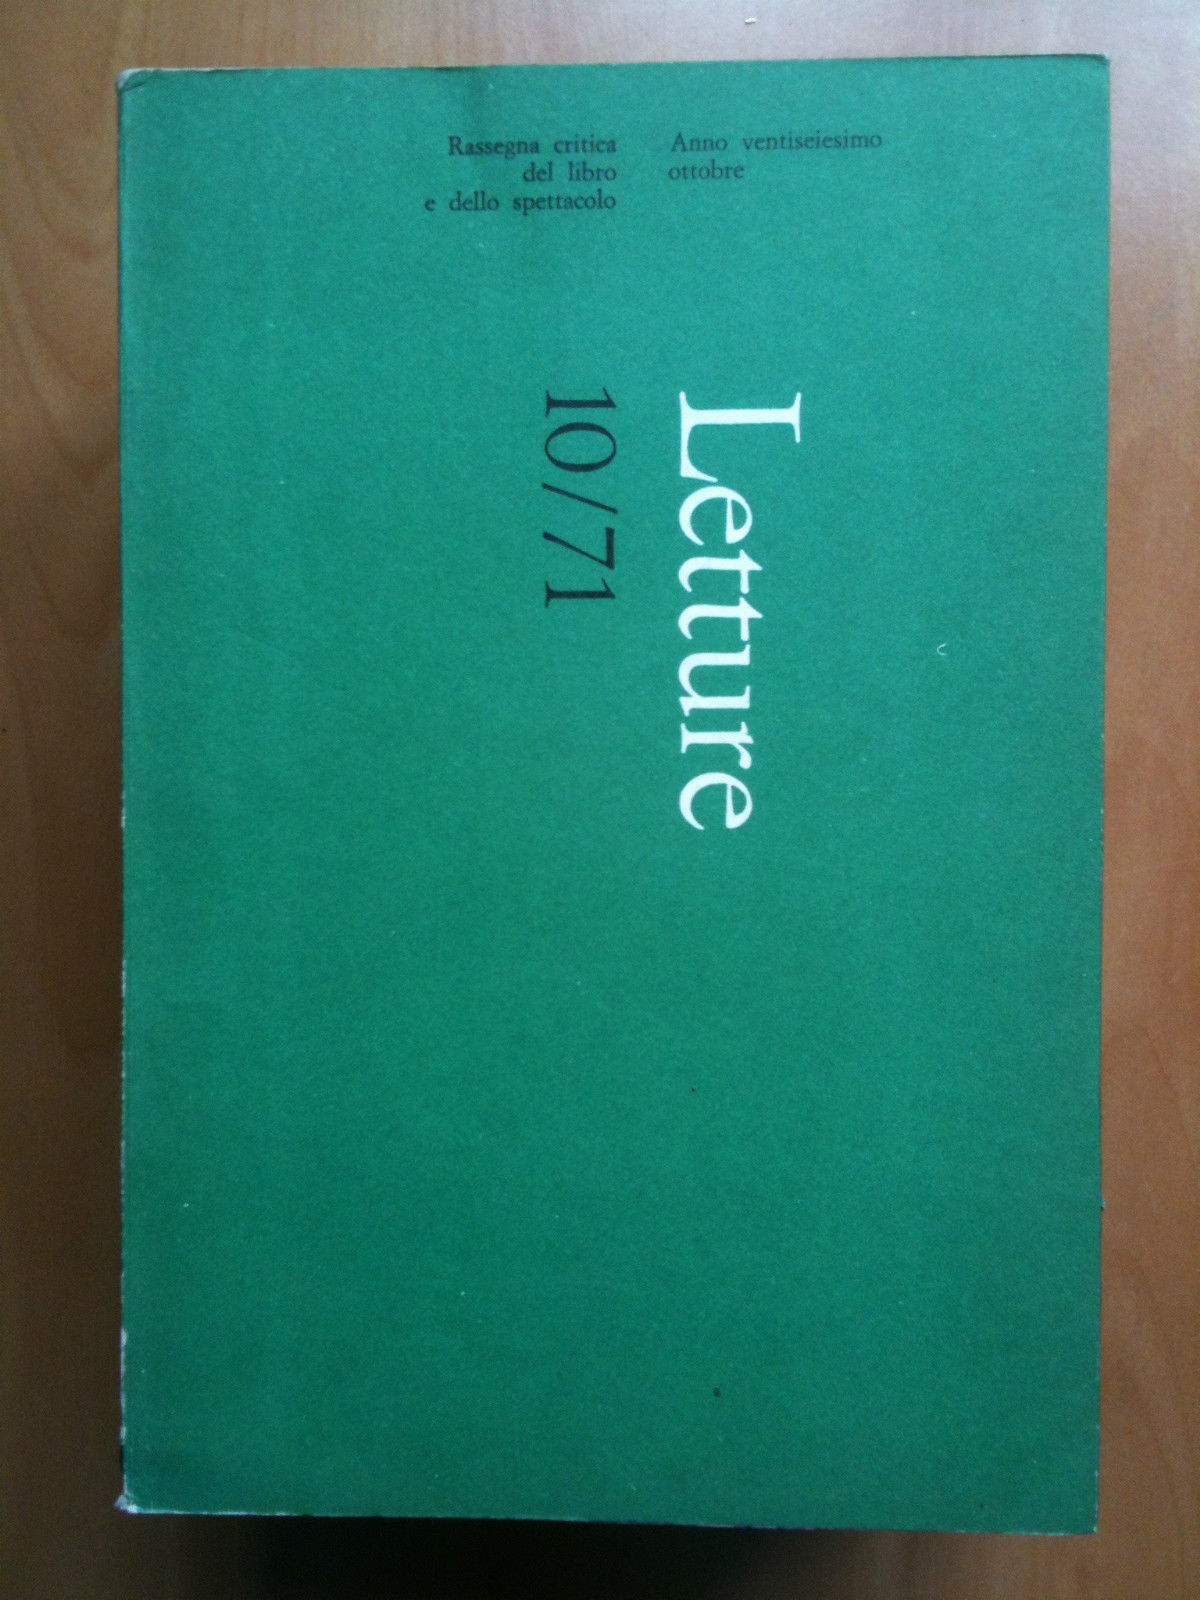 Rassegna critica
del libro
e dello spettacolo
Anno ventiseiesimo
ottobre
Letture
10/71